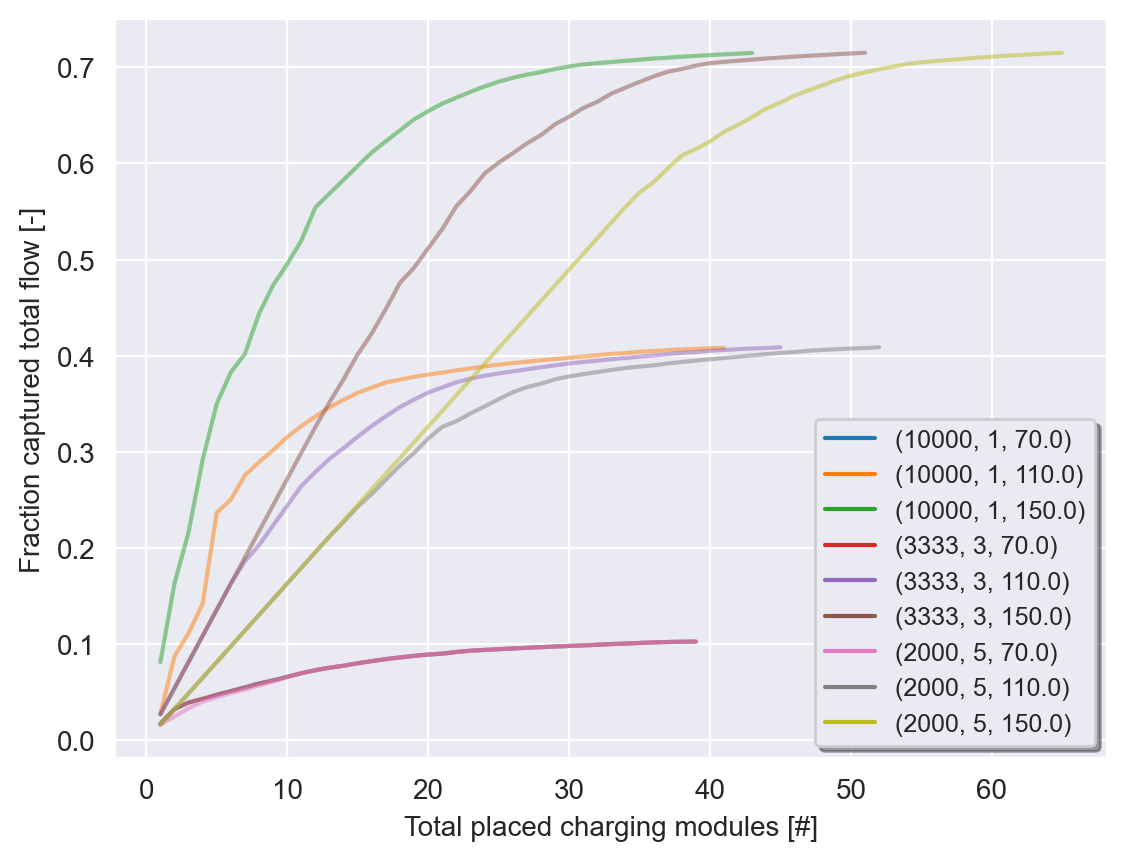 Fraction captured total flow [-]
0.7
0.6
0.5
0.4
0.3
0.2
0.1
0.0
0 10 20 30 40 50 60
Total placed charging modules [#]
(10000, 1, 70.0)
(10000, 1, 110.0)
(10000, 1, 150.0)
(3333, 3, 70.0)
(3333, 3, 110.0)
(3333, 3, 150.0)
(2000, 5, 70.0)
(2000, 5, 110.0)
(2000, 5, 150.0)